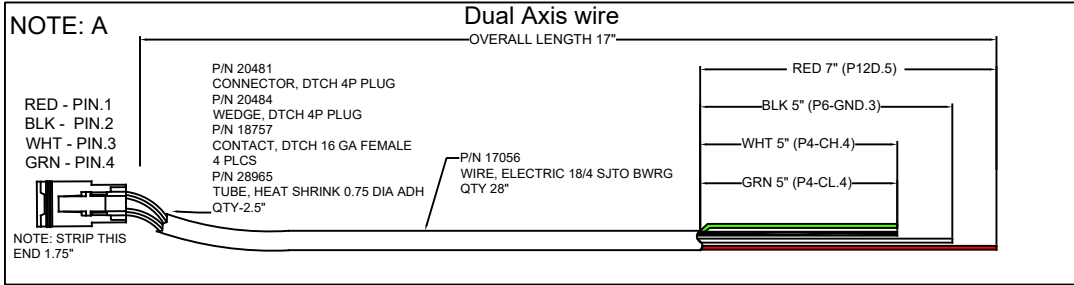 NOTE: A
Dual Axis wire
OVERALL LENGTH 17"
RED - PIN.1
BLK - PIN.2
WHT - PIN.3
GRN - PIN.4
P/N 20481
CONNECTOR, DTCH 4P PLUG
P/N 20484
WEDGE, DTCH 4P PLUG
P/N 18757
CONTACT, DTCH 16 GA FEMALE
4 PLCS
P/N 28965
TUBE, HEAT SHRINK 0.75 DIA ADH
QTY-2.5"
P/N 17056
WIRE, ELECTRIC 18/4 SJTO BWRG
QTY 28"
RED 7" (P12D.5)
BLK 5" (P6-GND.3)
WHT 5" (P4-CH.4)
GRN 5" (P4-CL.4)
NOTE: STRIP THIS
END 1.75"